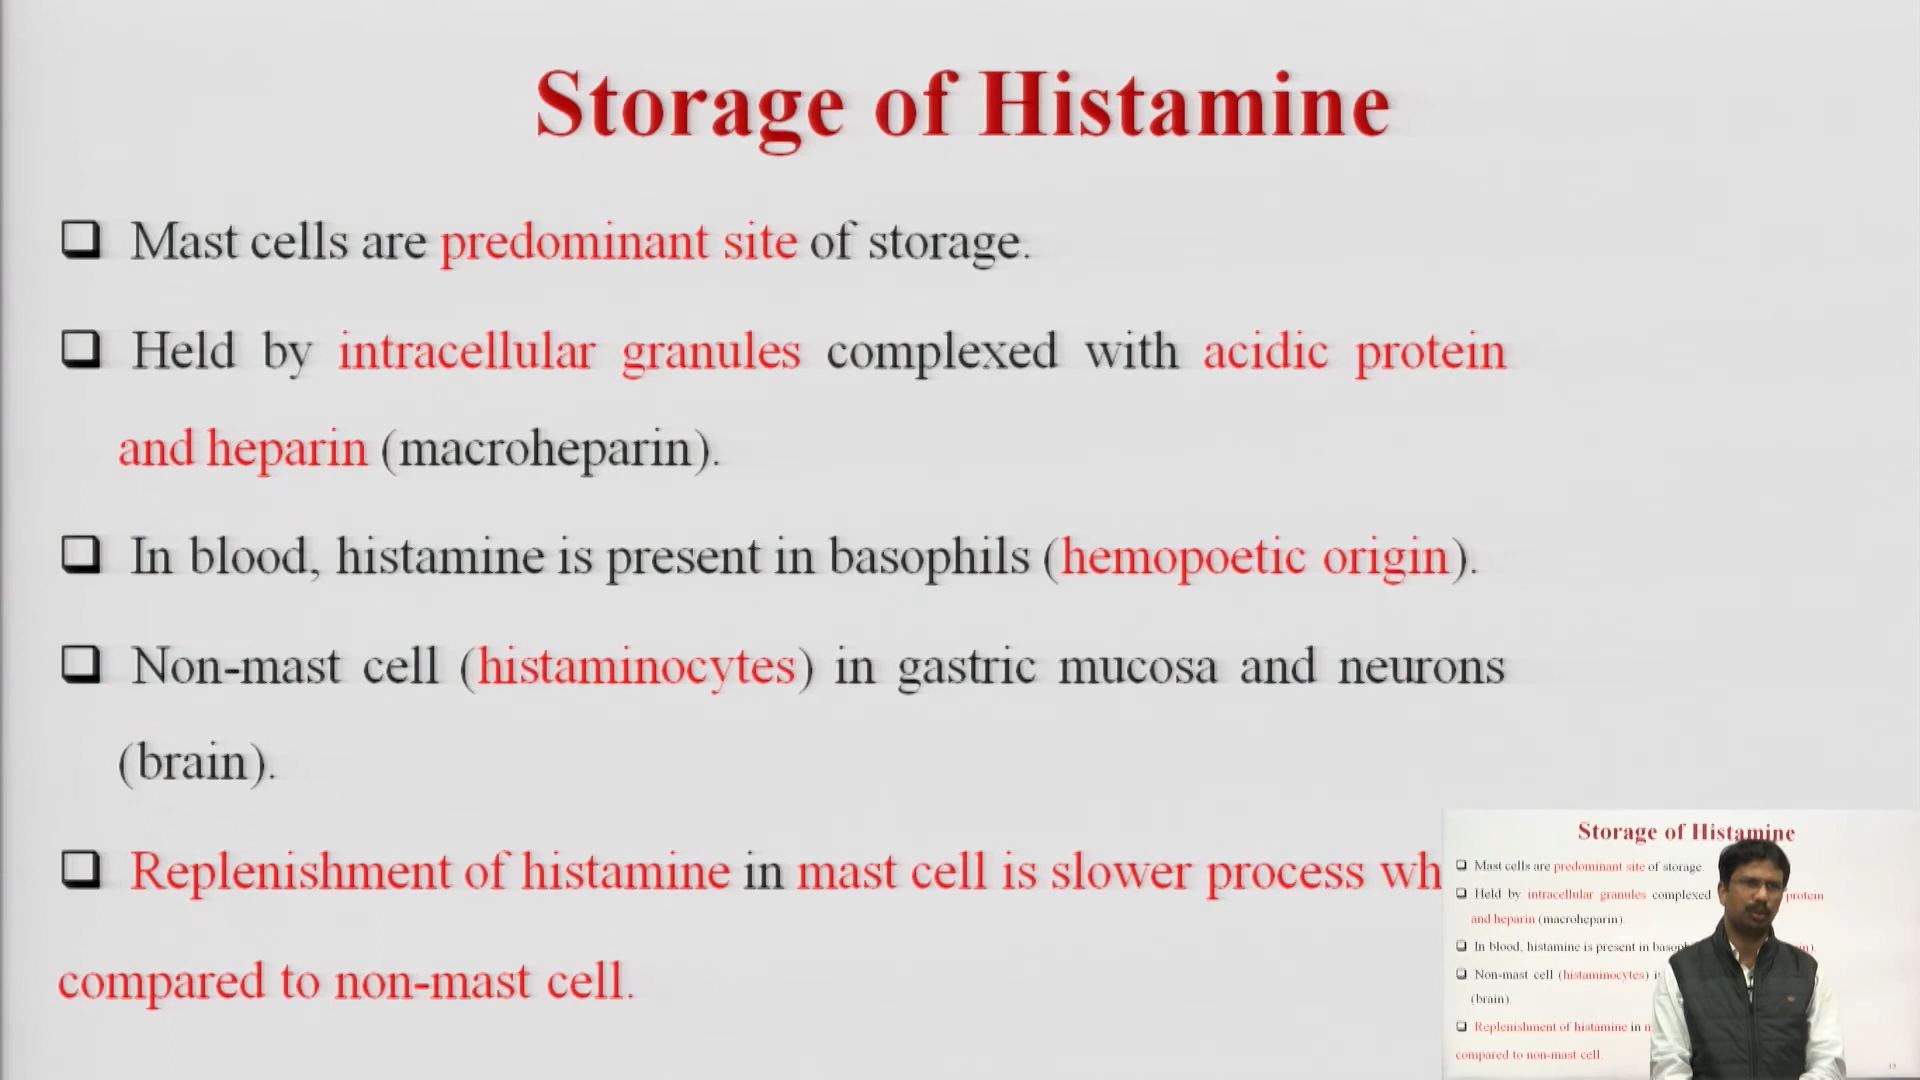 Storage of Histamine
❑ Mast cells are predominant site of storage.
❑ Held by intracellular granules complexed with acidic protein
and heparin (macroheparin).
❑ In blood, histamine is present in basophils (hemopoetic origin).
❑ Non-mast cell (histaminocytes) in gastric mucosa and neurons
(brain).
❑ Replenishment of histamine in mast cell is slower process wh
compared to non-mast cell.
Storage of Histamine
❑ Mast cells are predominant site of storage.
❑ Held by intracellular granules complexed protein
and heparin (macroheparin).
❑ In blood, histamine is present in
❑ Non-mast cell (histaminocytes)
(brain).
❑ Replenishment of histamine in
compared to non-mast cell.
13